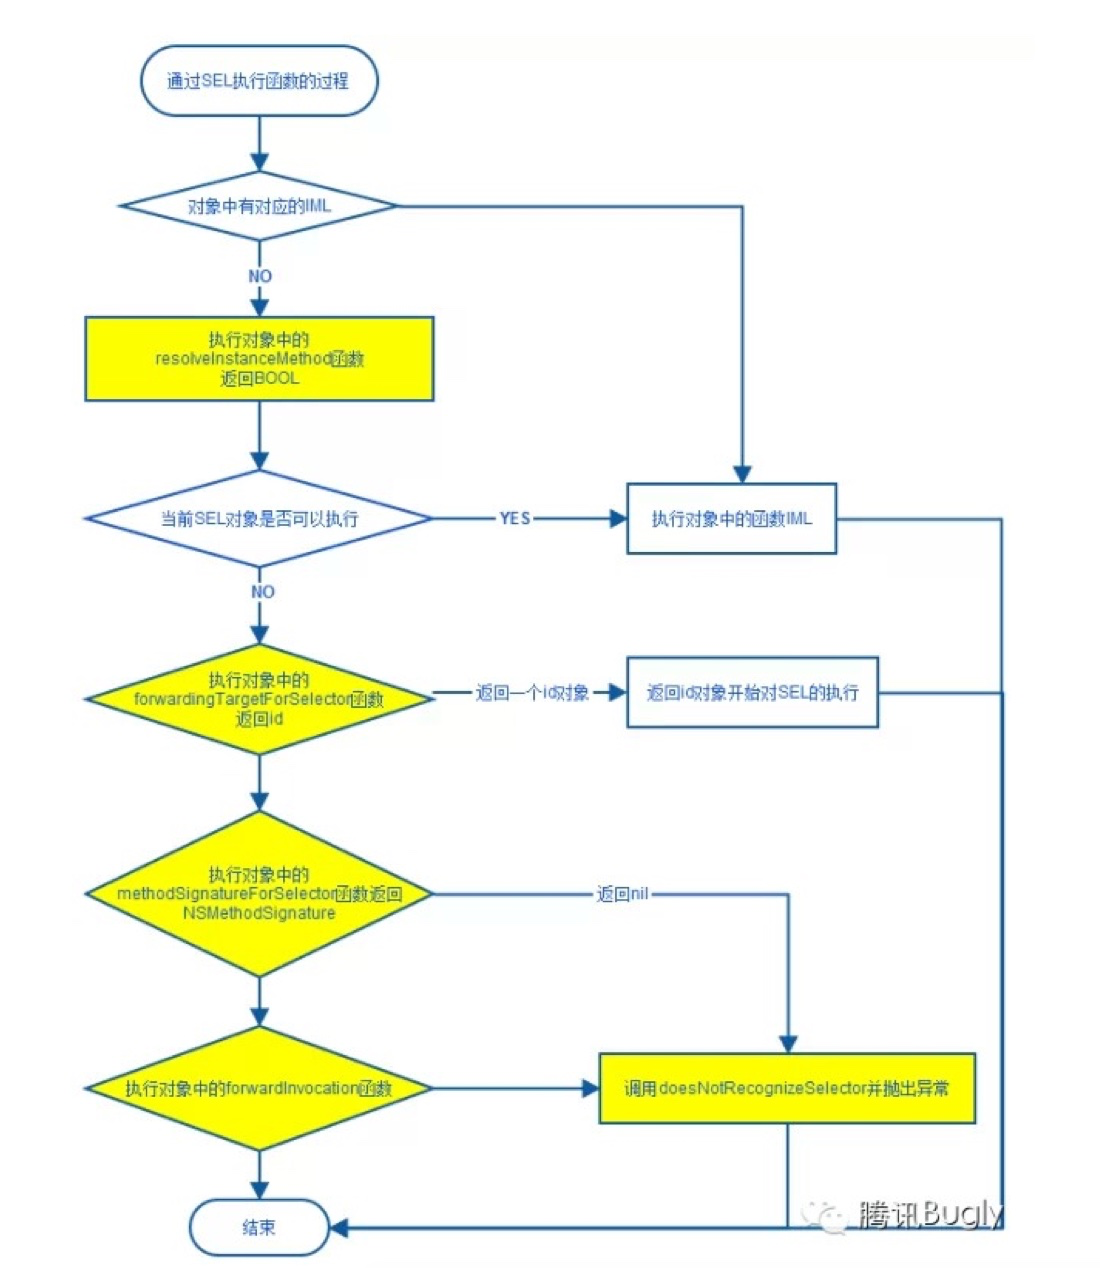 通过SEL执行函数的过程
对象中有对应的IML
NO
执行对象中的
resolveInstanceMethod函数
返回BOOL
当前SEL对象是否可以执行
YES
执行对象中的函数IML
NO
执行对象中的
forwardingTargetForSelector函数
返回id
返回一个id对象
返回id对象开始对SEL的执行
执行对象中的
methodSignatureForSelector函数返回
NSMethodSignature
返回nil
执行对象中的forwardInvocation函数
调用doesNotRecognizeSelector并抛出异常
结束
腾讯Bugly